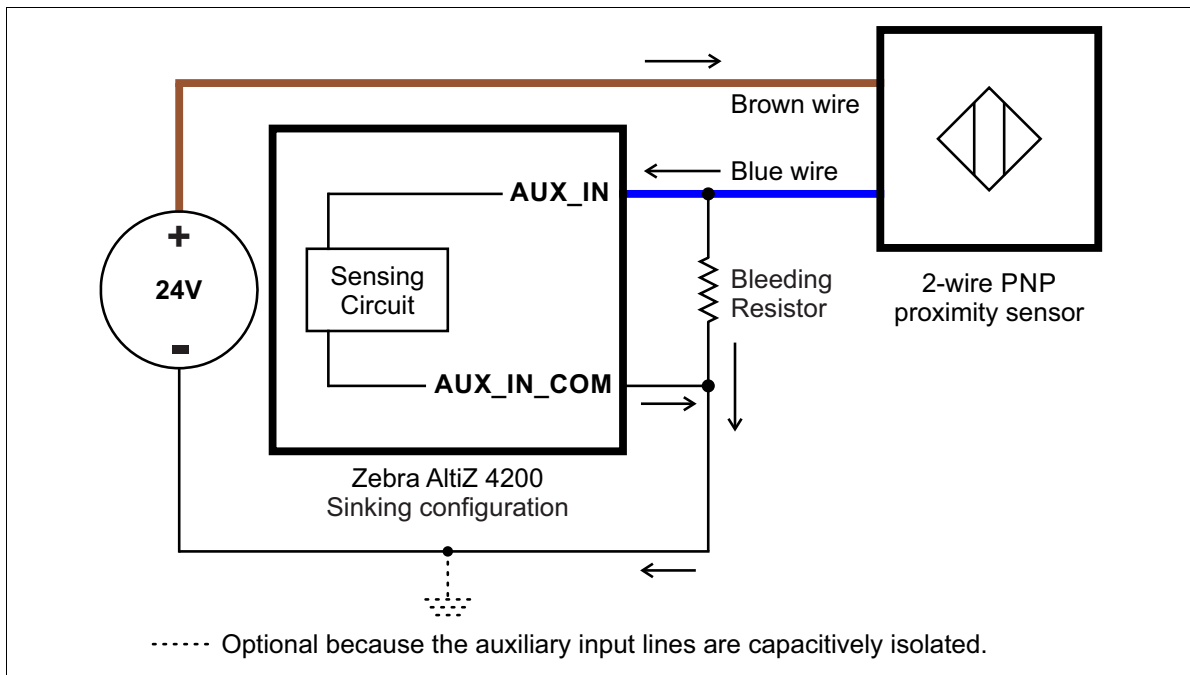 Brown wire
Blue wire
AUX_IN
+
24V
-
Sensing
Circuit
Bleeding
Resistor
2-wire PNP
proximity sensor
AUX_IN_COM
Zebra AltiZ 4200
Sinking configuration
Optional because the auxiliary input lines are capacitively isolated.